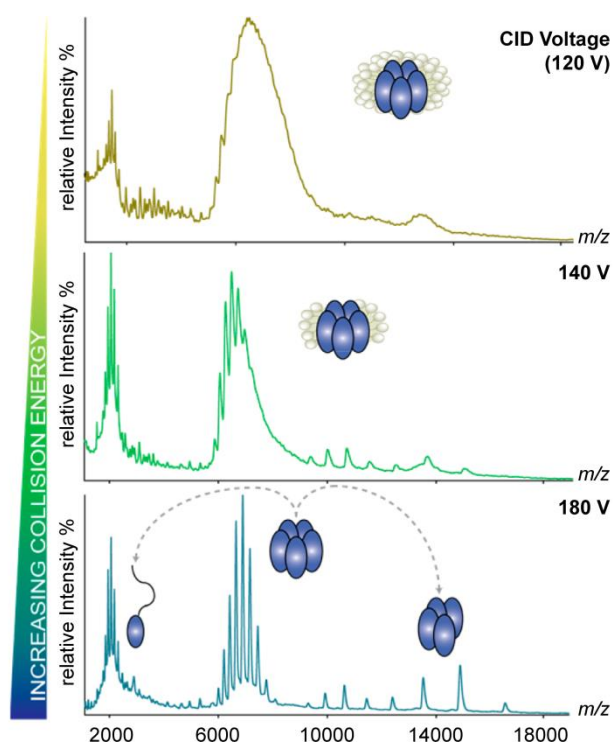 CID Voltage
(120 V)
relative Intensity %
m/z
140 V
relative Intensity %
m/z
180 V
relative Intensity %
m/z
INCREASING COLLISION ENERGY
2000 6000 10000 14000 18000